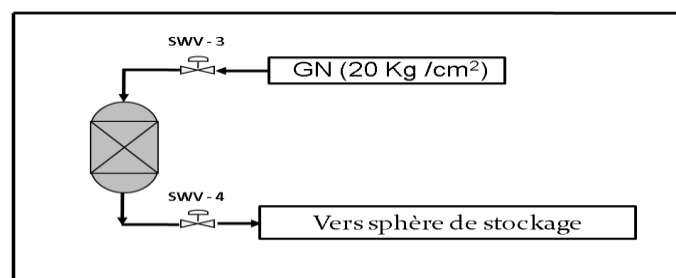 SWV - 3
GN (20 Kg /cm²)
SWV - 4
Vers sphère de stockage